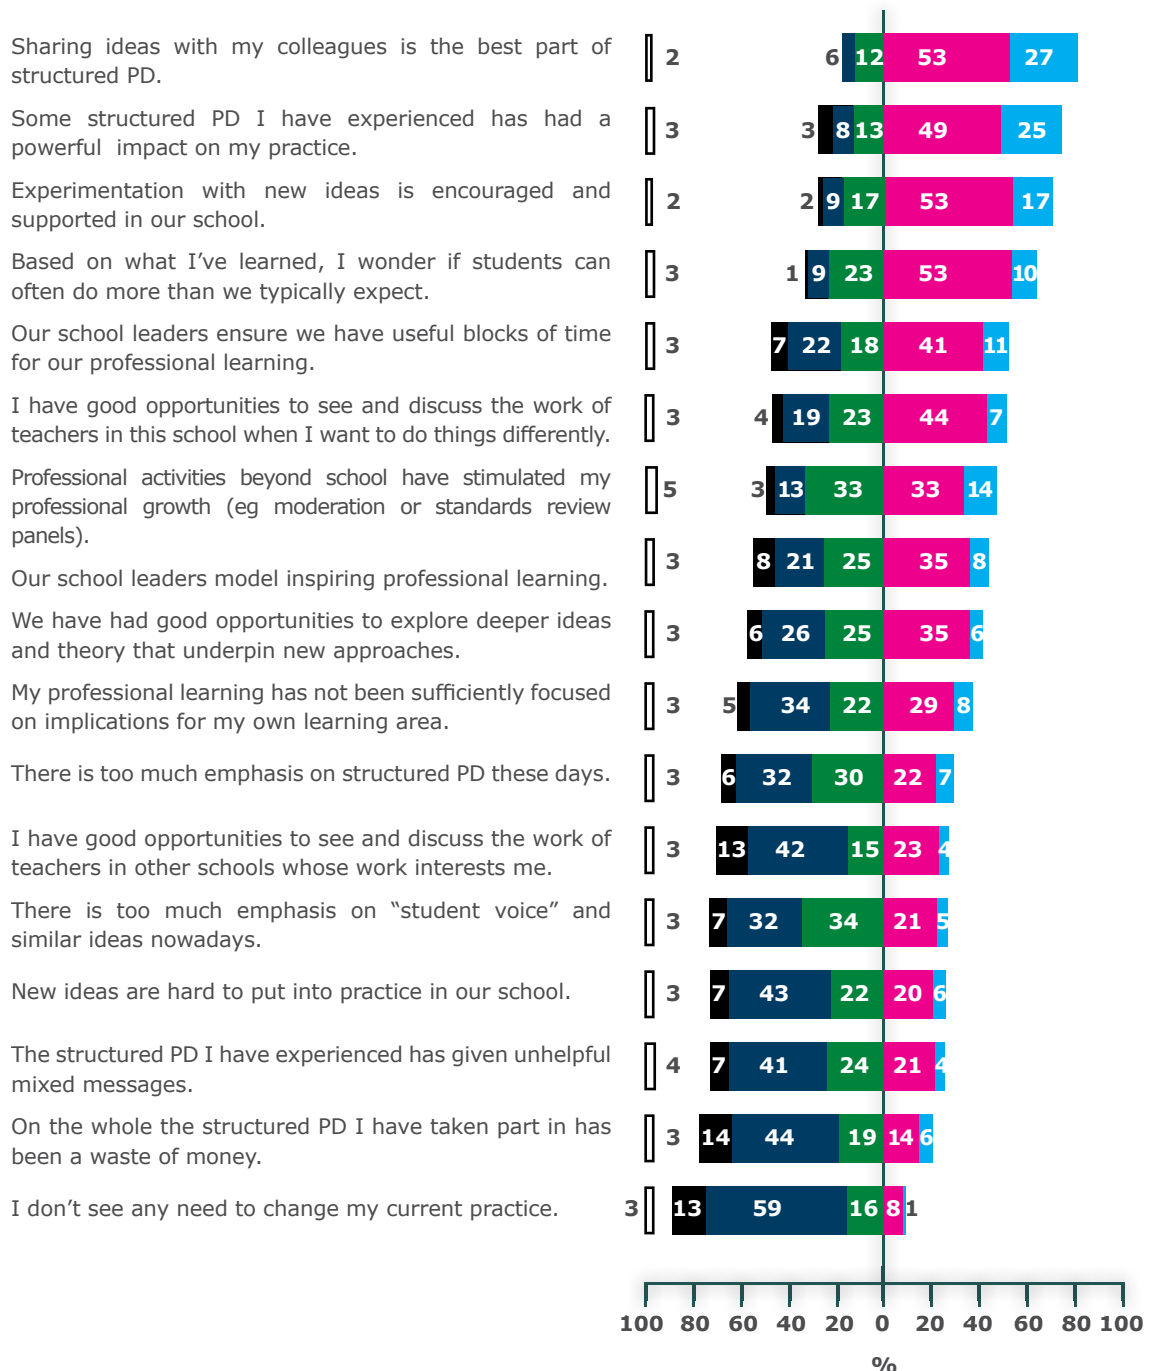 Sharing ideas with my colleagues is the best part of
structured PD.
2 6 12 53 27
Some structured PD I have experienced has had a
powerful impact on my practice.
3 3 8 13 49 25
Experimentation with new ideas is encouraged and
supported in our school.
2 2 9 17 53 17
Based on what I’ve learned, I wonder if students can
often do more than we typically expect.
3 1 9 23 53 10
Our school leaders ensure we have useful blocks of time
for our professional learning.
3 7 22 18 41 11
I have good opportunities to see and discuss the work of
teachers in this school when I want to do things differently.
3 4 19 23 44 7
Professional activities beyond school have stimulated my
professional growth (eg moderation or standards review
panels).
5 3 13 33 33 14
Our school leaders model inspiring professional learning.
3 8 21 25 35 8
We have had good opportunities to explore deeper ideas
and theory that underpin new approaches.
3 6 26 25 35 6
My professional learning has not been sufficiently focused
on implications for my own learning area.
3 5 34 22 29 8
There is too much emphasis on structured PD these days.
3 6 32 30 22 7
I have good opportunities to see and discuss the work of
teachers in other schools whose work interests me.
3 13 42 15 23 4
There is too much emphasis on “student voice” and
similar ideas nowadays.
3 7 32 34 21 5
New ideas are hard to put into practice in our school.
3 7 43 22 20 6
The structured PD I have experienced has given unhelpful
mixed messages.
4 7 41 24 21 4
On the whole the structured PD I have taken part in has
been a waste of money.
3 14 44 19 14 6
I don’t see any need to change my current practice.
3 13 59 16 8 1
100 80 60 40 20 0 20 40 60 80 100
%